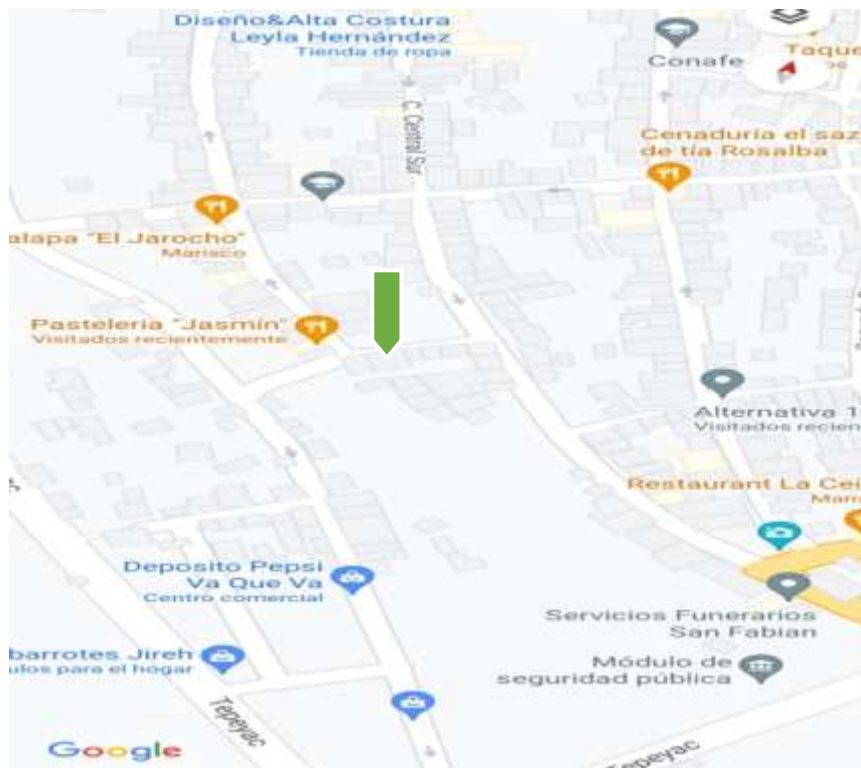 Diseño&Alta Costura
Leyla Hernández
Tienda de ropa
Conafe
Taque
C. Central Sur
Cenaduría el saz
de tía Rosalba
alapa "El Jarocho"
Marisco
Pastelería "Jasmín"
Visitados recientemente
Alternativa 1
Visitados recien
Restaurant La Cei
Mari
Deposito Pepsi
Va Que Va
Centro comercial
Servicios Funerarios
San Fabian
barrotes Jireh
ulos para el hogar
Módulo de
seguridad pública
Tepeyac
Tepeyac
Google